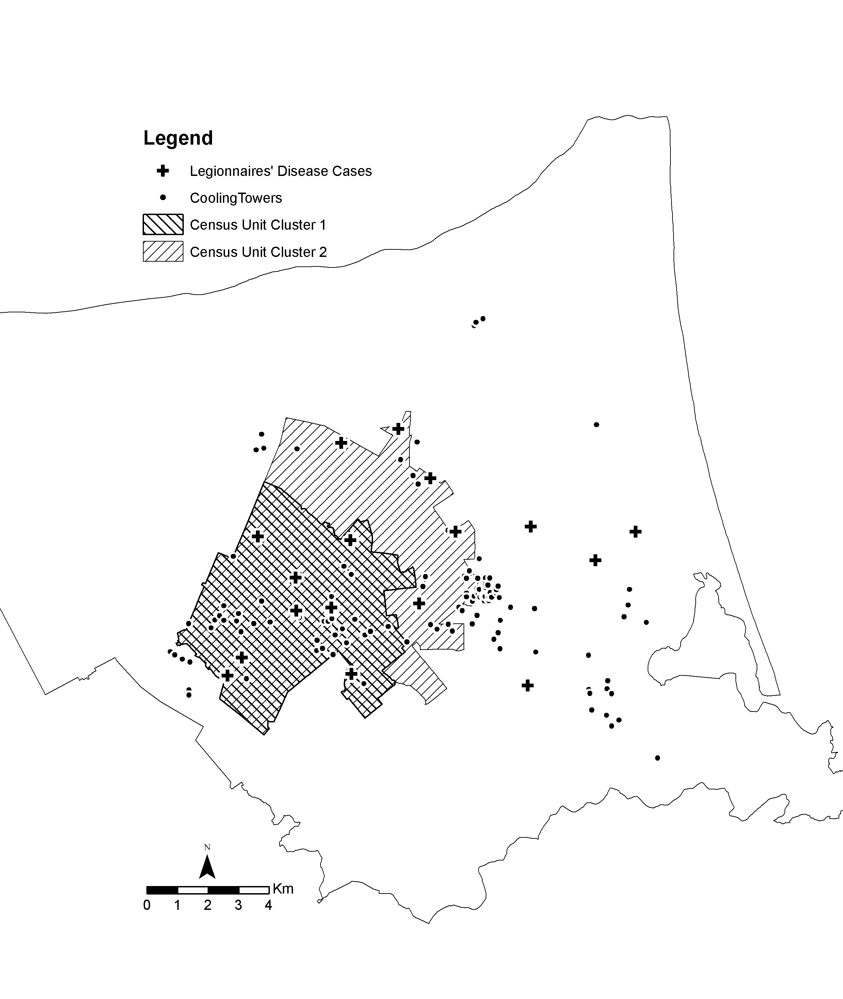 Legend
Legionnaires' Disease Cases
CoolingTowers
Census Unit Cluster 1
Census Unit Cluster 2
N
Km
0 1 2 3 4